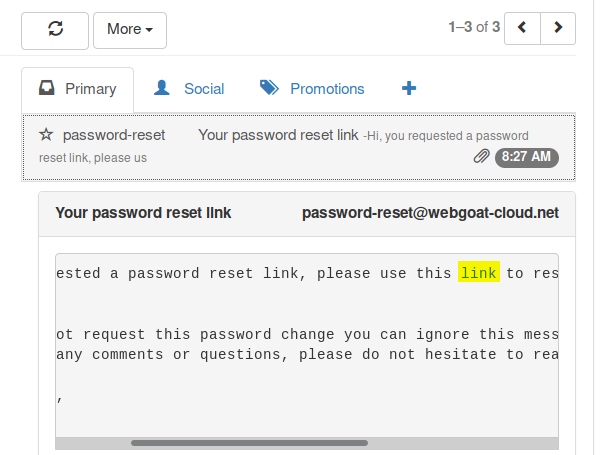 More
1–3 of 3
Primary Social Promotions
password-reset Your password reset link -Hi, you requested a password
reset link, please us 8:27 AM
Your password reset link password-reset@webgoat-cloud.net
ested a password reset link, please use this link to res
ot request this password change you can ignore this mess
any comments or questions, please do not hesitate to rea
,